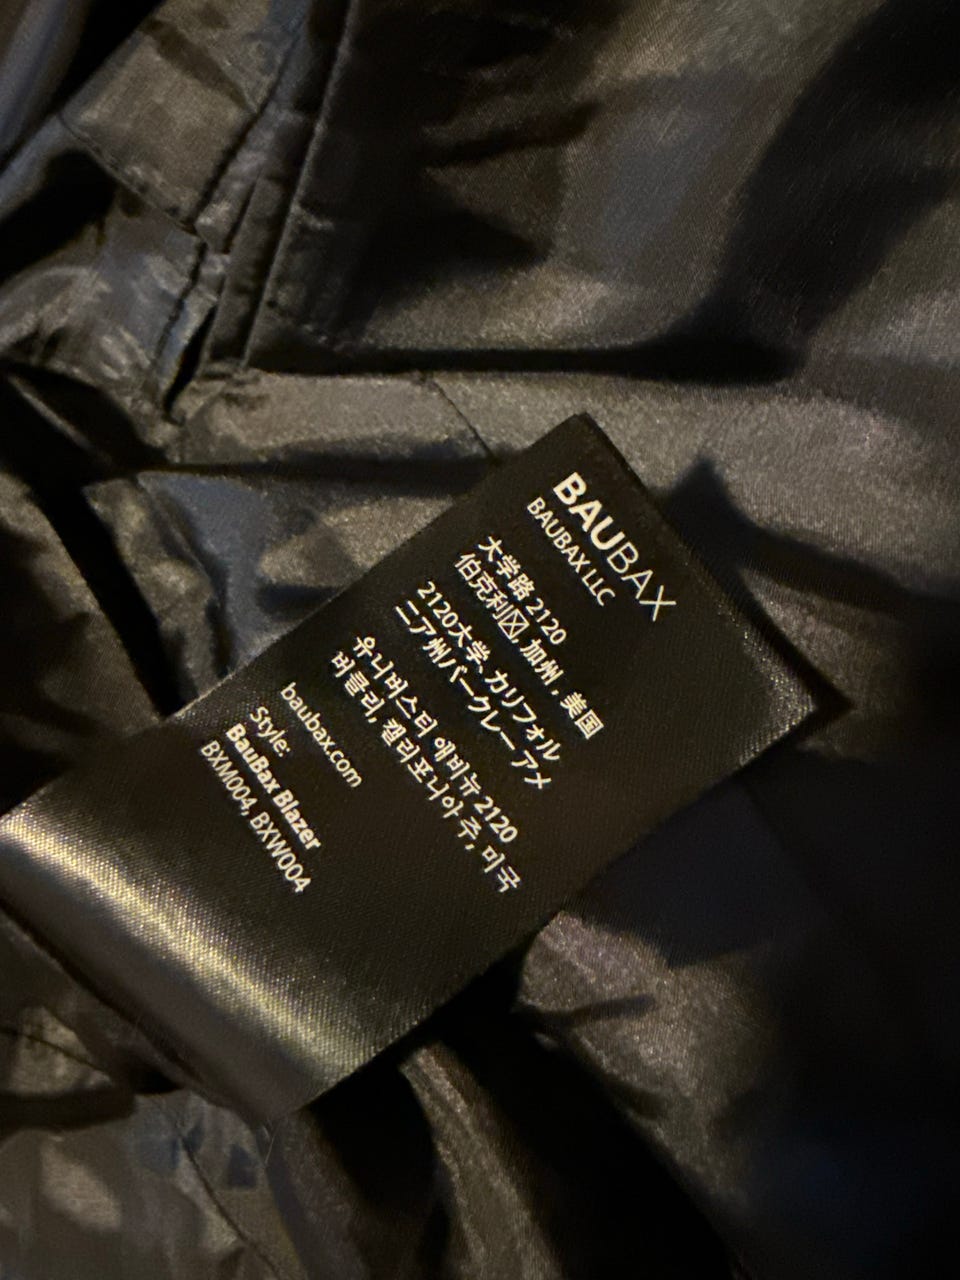 BAUBAX
BAUBAX LLC
大学路 2120
伯克利☒, 加州, 美国
2120大学、カリフォル
ニア州バークレーアメ
유니버스티 애비뉴 2120
버클리, 캘리포니아 주, 미국
baubax.com
Style:
BauBax Blazer
BXM004, BXW004